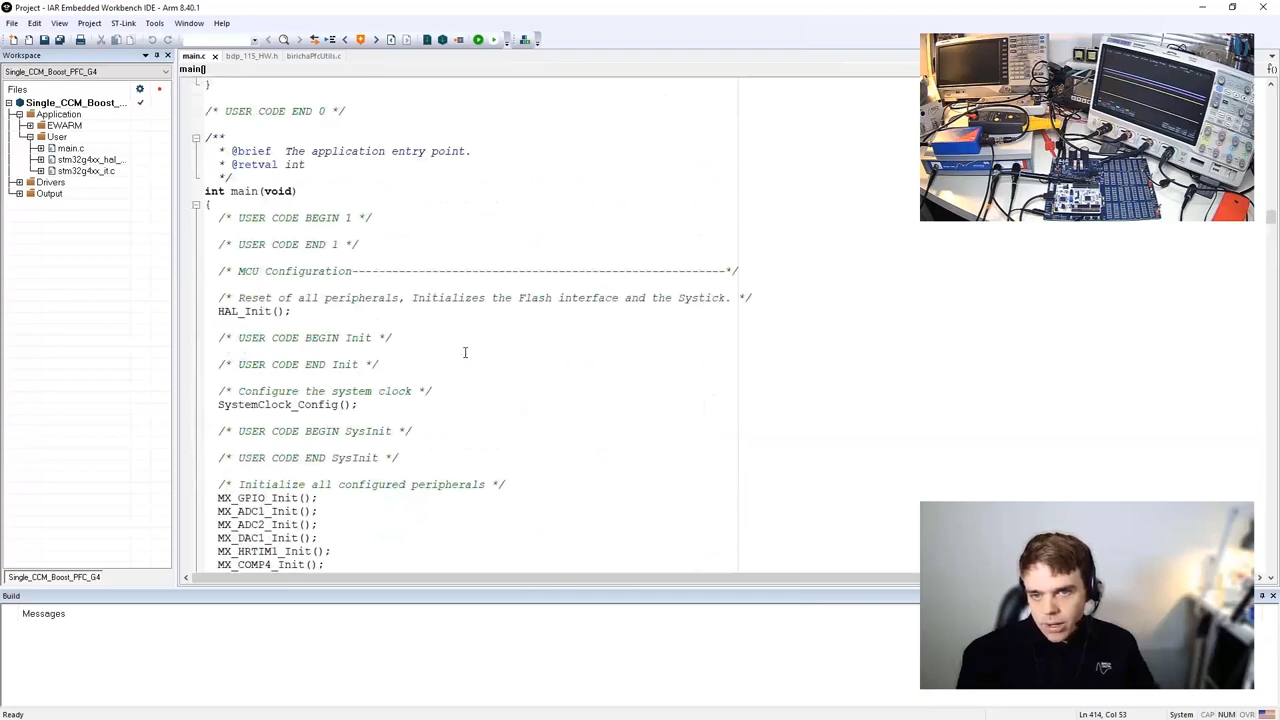 Project - IAR Embedded Workbench IDE - Arm 8.40.1
File Edit View Project ST-Link Tools Window Help
Workspace
Single_CCM_Boost_PFC_G4
Files
Single_CCM_Boost_...
Application
EWARM
User
main.c
stm32g4xx_hal_...
stm32g4xx_it.c
Drivers
Output
Single_CCM_Boost_PFC_G4
main.c bdp_115_HW.h birichaPfcUtils.c
main()
f()
}
/* USER CODE END 0 */
/**
* @brief The application entry point.
* @retval int
*/
int main(void)
{
/* USER CODE BEGIN 1 */
/* USER CODE END 1 */
/* MCU Configuration--------------------------------------------------------*/
/* Reset of all peripherals, Initializes the Flash interface and the Systick. */
HAL_Init();
/* USER CODE BEGIN Init */
/* USER CODE END Init */
/* Configure the system clock */
SystemClock_Config();
/* USER CODE BEGIN SysInit */
/* USER CODE END SysInit */
/* Initialize all configured peripherals */
MX_GPIO_Init();
MX_ADC1_Init();
MX_ADC2_Init();
MX_DAC1_Init();
MX_HRTIM1_Init();
MX_COMP4_Init();
Build
Messages
Ready
Ln 414, Col 53 System CAP NUM OVR